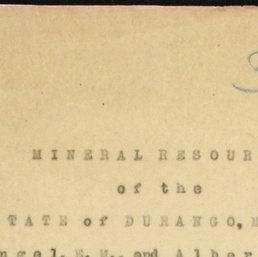 MINERAL RESOUR
of the
TATE of DURANGO, M
ngel, E. M., and Alber